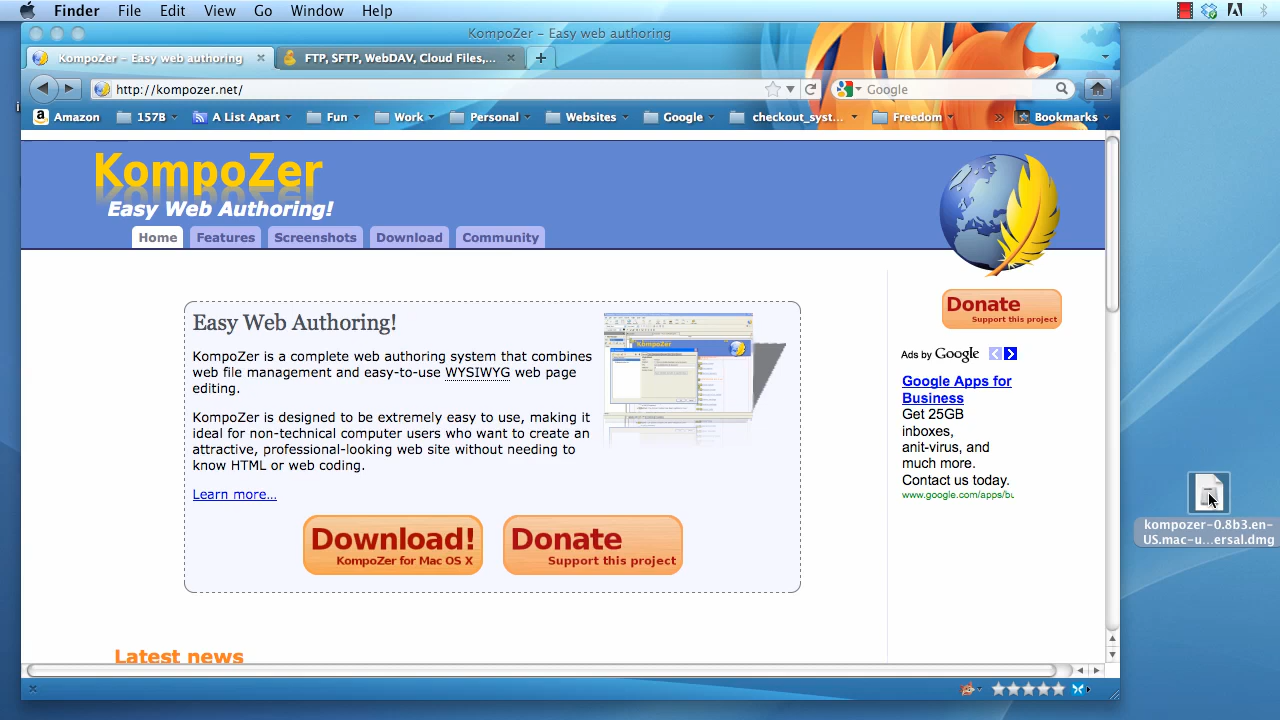 Finder File Edit View Go Window Help
KompoZer – Easy web authoring
KompoZer – Easy web authoring
FTP, SFTP, WebDAV, Cloud Files,...
http://kompozer.net/
Google
Amazon 157B A List Apart Fun Work Personal Websites Google checkout_syst... Freedom » Bookmarks
KompoZer
Easy Web Authoring!
Home Features Screenshots Download Community
Easy Web Authoring!
KompoZer is a complete web authoring system that combines
web file management and easy-to-use WYSIWYG web page
editing.
KompoZer is designed to be extremely easy to use, making it
ideal for non-technical computer users who want to create an
attractive, professional-looking web site without needing to
know HTML or web coding.
Learn more...
Download!
KompoZer for Mac OS X
Donate
Support this project
Latest news
Donate
Support this project
Ads by Google
Google Apps for
Business
Get 25GB
inboxes,
anit-virus, and
much more.
Contact us today.
www.google.com/apps/bu
kompozer-0.8b3.en-
US.mac-u...ersal.dmg